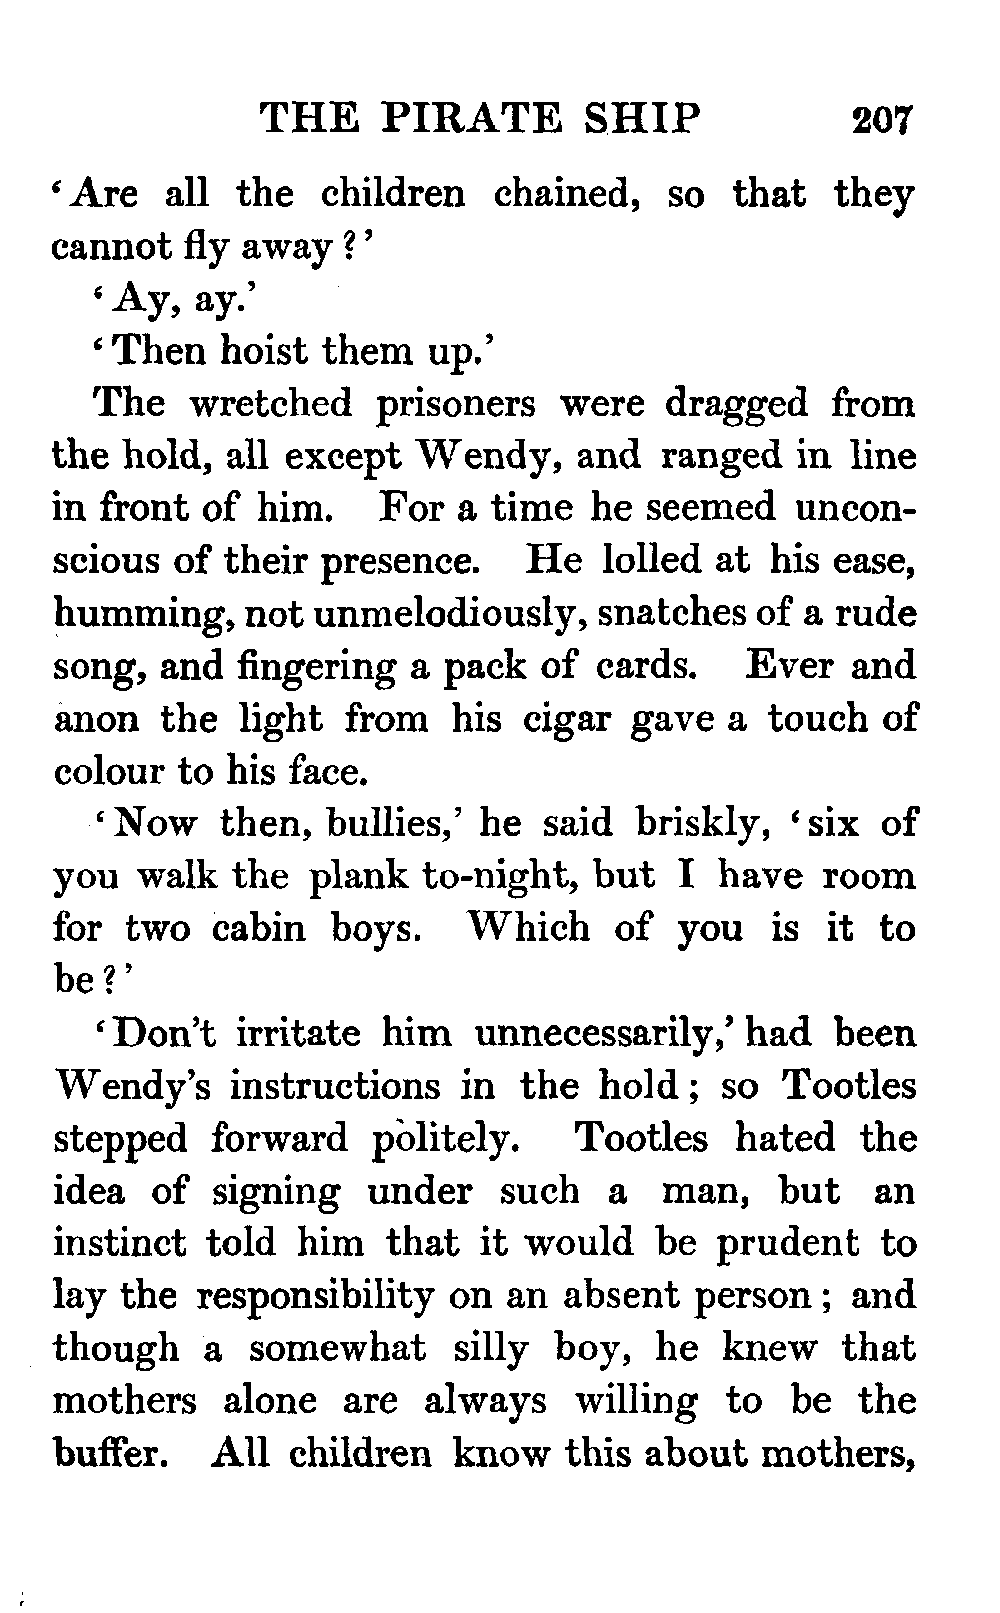 THE PIRATE SHIP 207
‘Are all the children chained, so that they
cannot fly away?’
‘Ay, ay.’
‘Then hoist them up.’
The wretched prisoners were dragged from
the hold, all except Wendy, and ranged in line
in front of him. For a time he seemed uncon-
scious of their presence. He lolled at his ease,
humming, not unmelodiously, snatches of a rude
song, and fingering a pack of cards. Ever and
anon the light from his cigar gave a touch of
colour to his face.
‘Now then, bullies,’ he said briskly, ‘six of
you walk the plank to-night, but I have room
for two cabin boys. Which of you is it to
be?’
‘Don't irritate him unnecessarily,’ had been
Wendy's instructions in the hold; so Tootles
stepped forward politely. Tootles hated the
idea of signing under such a man, but an
instinct told him that it would be prudent to
lay the responsibility on an absent person; and
though a somewhat silly boy, he knew that
mothers alone are always willing to be the
buffer. All children know this about mothers,